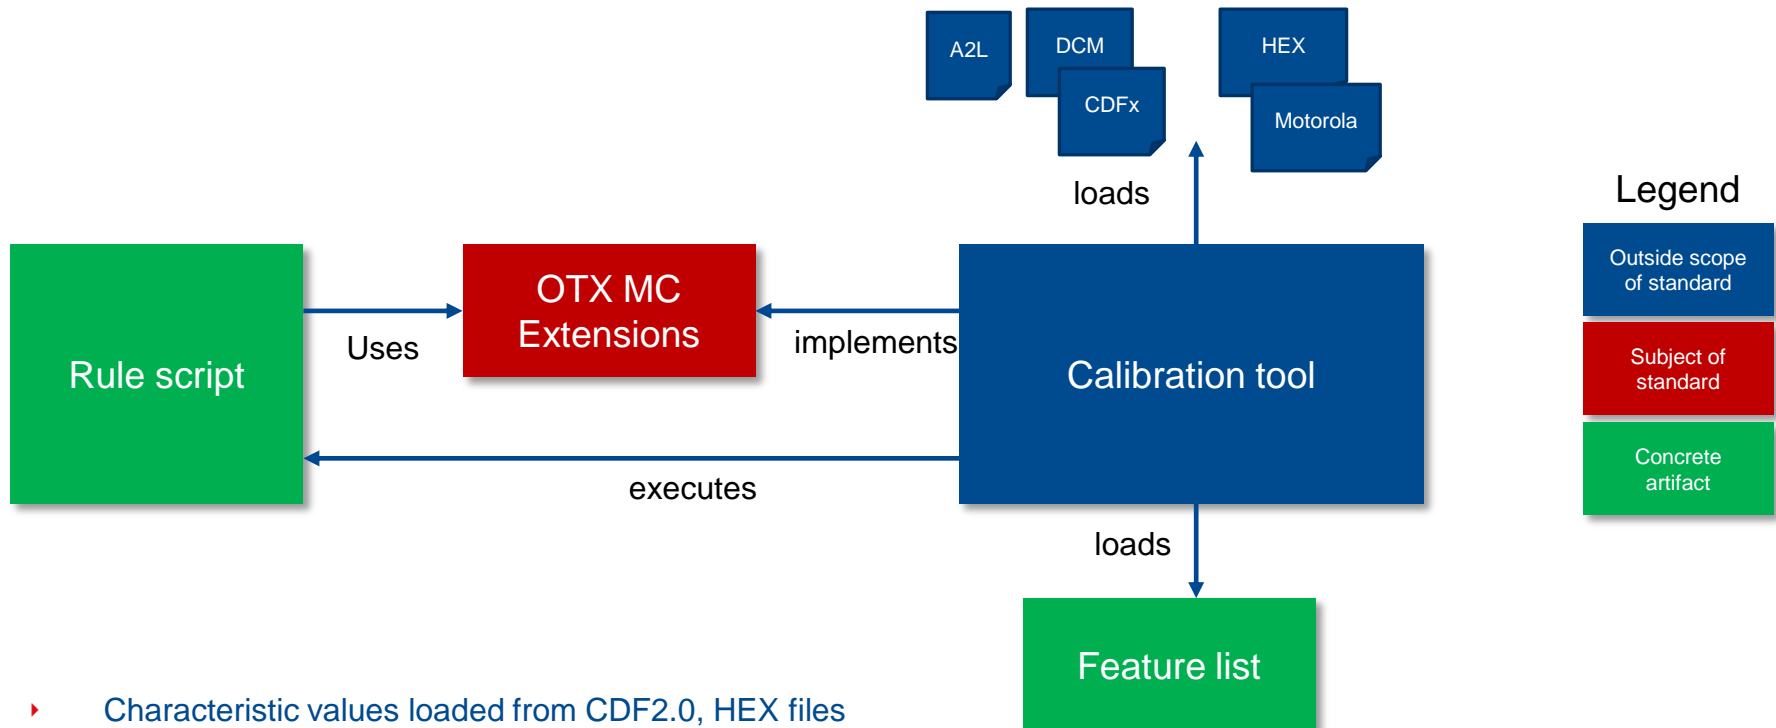 A2L
DCM
HEX
CDFx
Motorola
loads
Legend
Outside scope
of standard
OTX MC
Extensions
Uses
implements
Rule script
Calibration tool
Subject of
standard
executes
Concrete
artifact
loads
Feature list
Characteristic values loaded from CDF2.0, HEX files